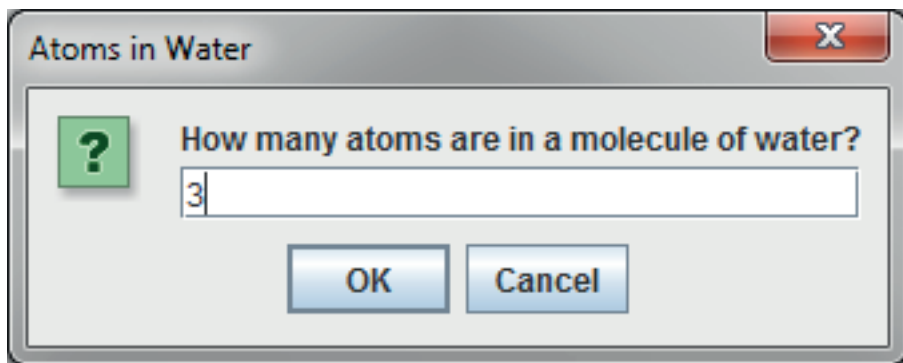 Atoms in Water
How many atoms are in a molecule of water?
3
OK
Cancel